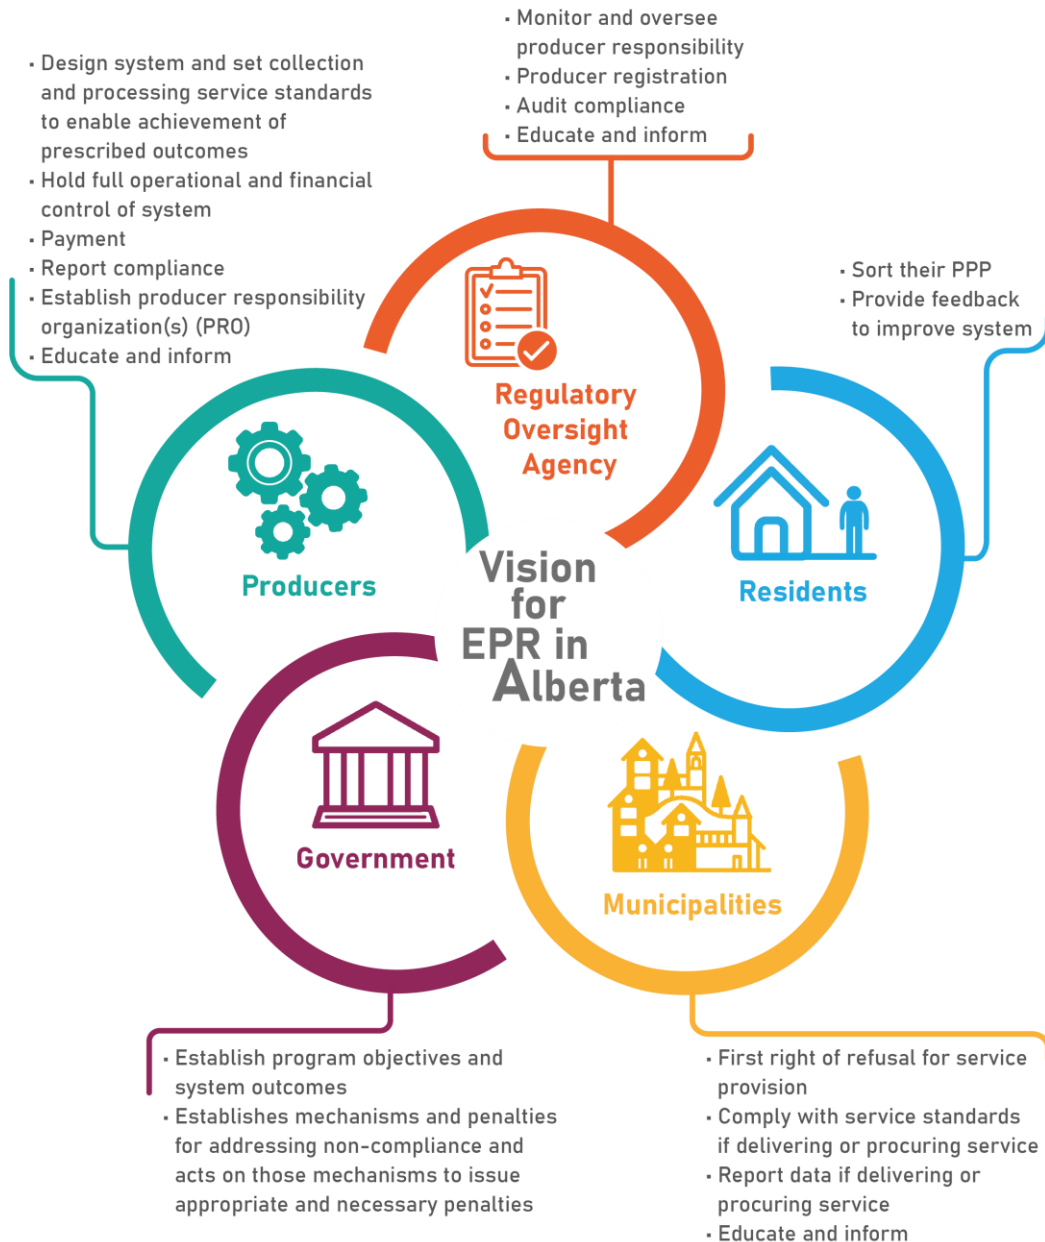 · Monitor and oversee
producer responsibility
· Producer registration
· Audit compliance
· Educate and inform
· Design system and set collection
and processing service standards
to enable achievement of
prescribed outcomes
· Hold full operational and financial
control of system
· Payment
· Report compliance
· Establish producer responsibility
organization(s) (PRO)
· Educate and inform
· Sort their PPP
· Provide feedback
to improve system
Regulatory
Oversight
Agency
Producers
Residents
Vision
for
EPR in
Alberta
Government
Municipalities
· Establish program objectives and
system outcomes
· Establishes mechanisms and penalties
for addressing non-compliance and
acts on those mechanisms to issue
appropriate and necessary penalties
· First right of refusal for service
provision
· Comply with service standards
if delivering or procuring service
· Report data if delivering or
procuring service
· Educate and inform